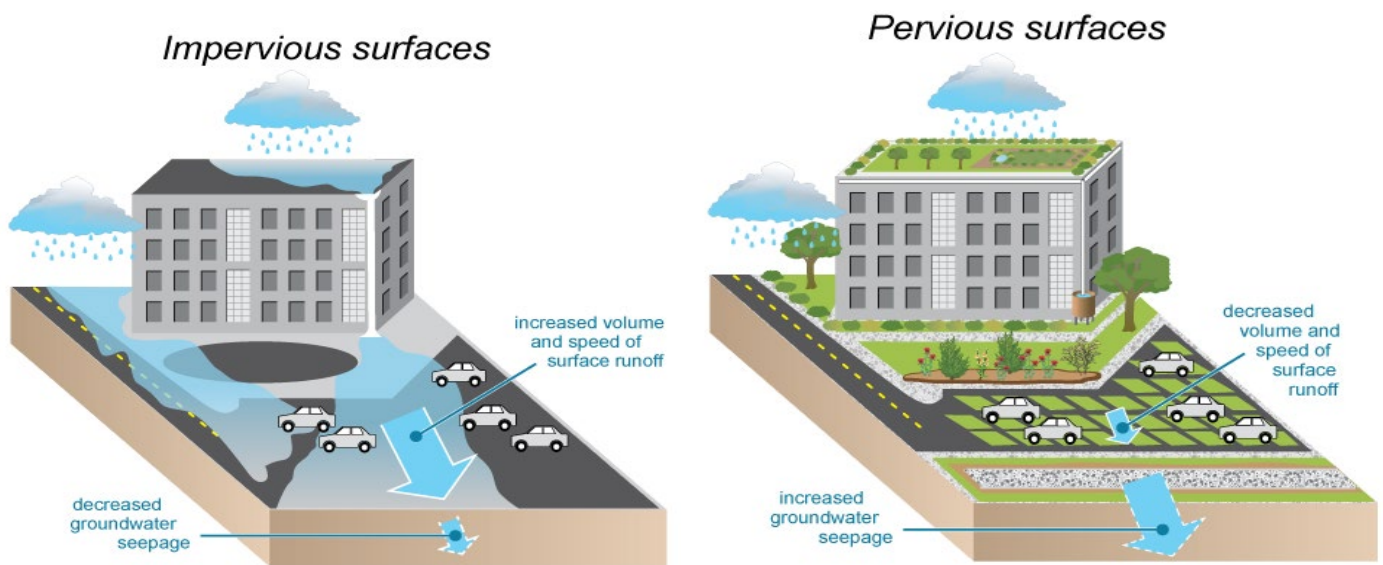 Impervious surfaces
increased volume
and speed of
surface runoff
decreased
groundwater
seepage
Pervious surfaces
decreased
volume and
speed of
surface
runoff
increased
groundwater
seepage